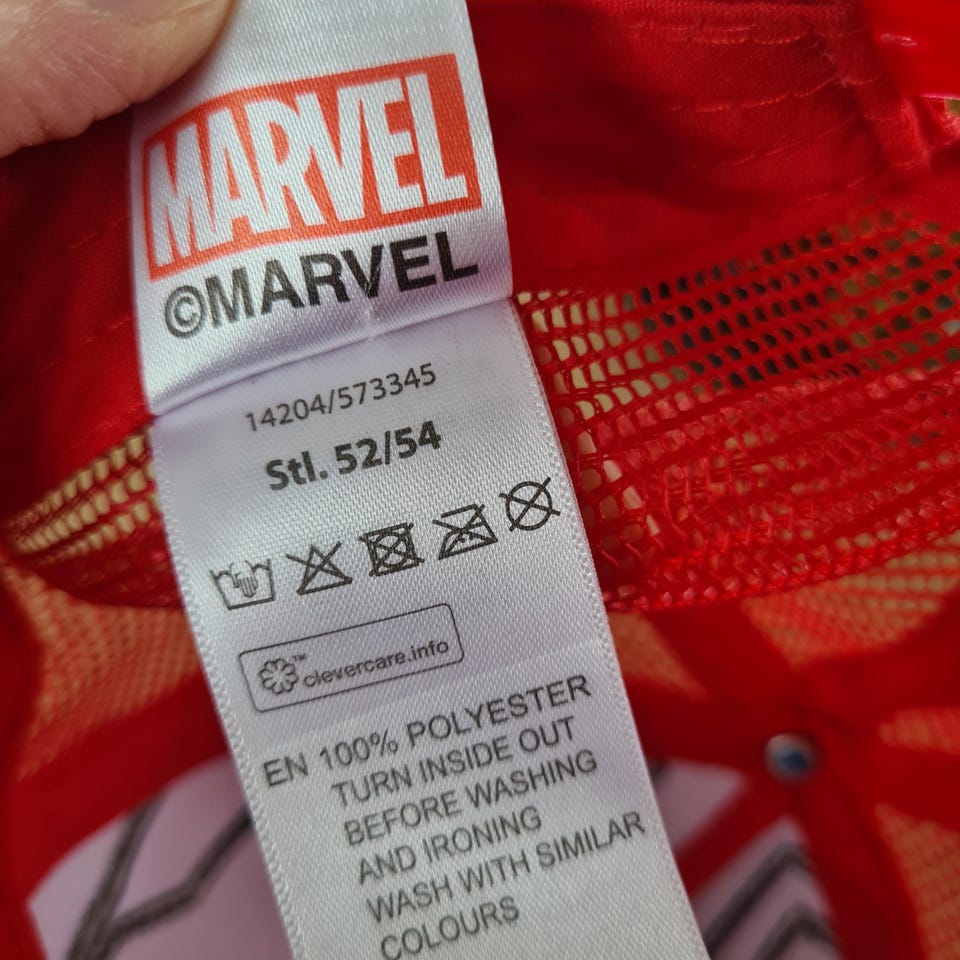 MARVEL
©MARVEL
14204/573345
Stl. 52/54
clevercare.info
EN 100% POLYESTER
TURN INSIDE OUT
BEFORE WASHING
AND IRONING
WASH WITH SIMILAR
COLOURS